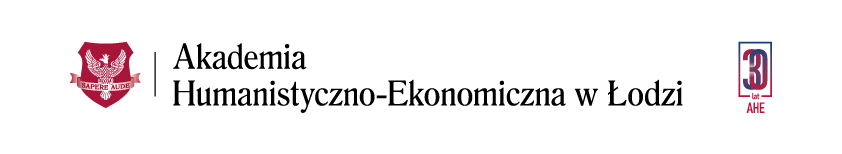 SAPERE AUDE
Akademia
Humanistyczno-Ekonomiczna w Łodzi
30
lat
AHE